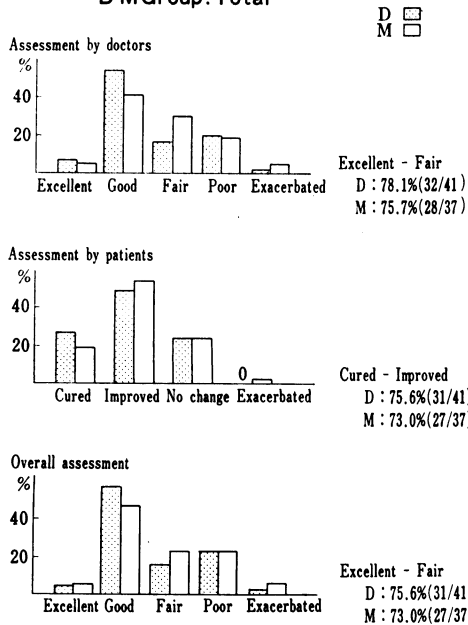 D M Group: Total
D
M
Assessment by doctors
%
40
20
Excellent Good Fair Poor Exacerbated
Excellent - Fair
D : 78.1%(32/41)
M : 75.7%(28/37)
Assessment by patients
%
40
20
0
Cured Improved No change Exacerbated
Cured - Improved
D : 75.6%(31/41)
M : 73.0%(27/37)
Overall assessment
%
40
20
Excellent Good Fair Poor Exacerbated
Excellent - Fair
D : 75.6%(31/41
M : 73.0%(27/37